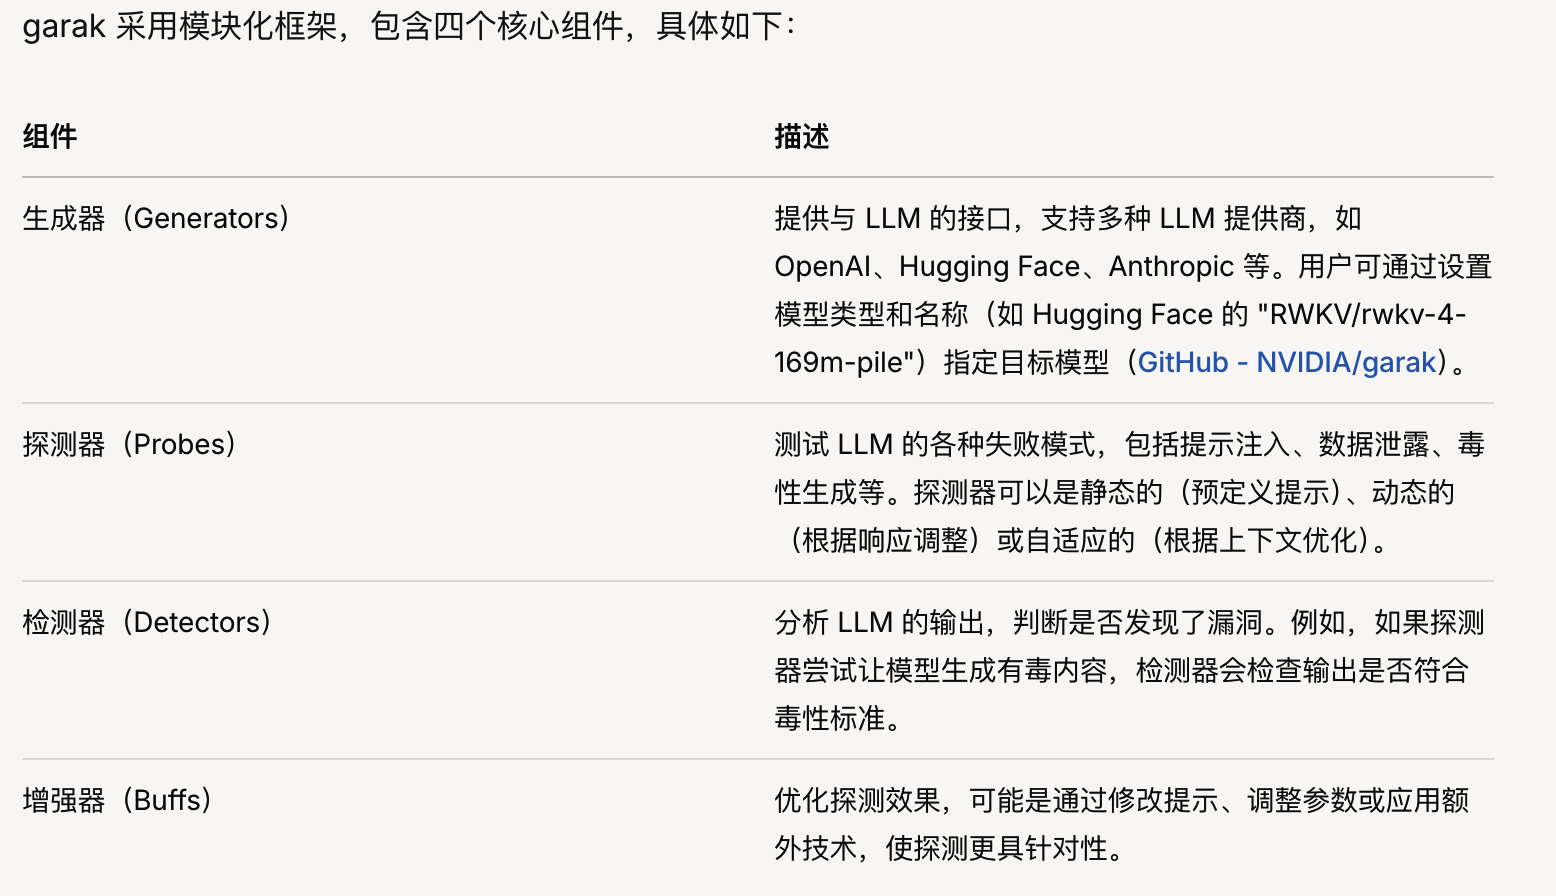 garak 采用模块化框架，包含四个核心组件，具体如下：
组件
描述
生成器（Generators）
提供与 LLM 的接口，支持多种 LLM 提供商，如
OpenAI、Hugging Face、Anthropic 等。用户可通过设置
模型类型和名称（如 Hugging Face 的 "RWKV/rwkv-4-
169m-pile"）指定目标模型（GitHub - NVIDIA/garak）。
探测器（Probes）
测试 LLM 的各种失败模式，包括提示注入、数据泄露、毒
性生成等。探测器可以是静态的（预定义提示）、动态的
（根据响应调整）或自适应的（根据上下文优化）。
检测器（Detectors）
分析 LLM 的输出，判断是否发现了漏洞。例如，如果探测
器尝试让模型生成有毒内容，检测器会检查输出是否符合
毒性标准。
增强器（Buffs）
优化探测效果，可能是通过修改提示、调整参数或应用额
外技术，使探测更具针对性。